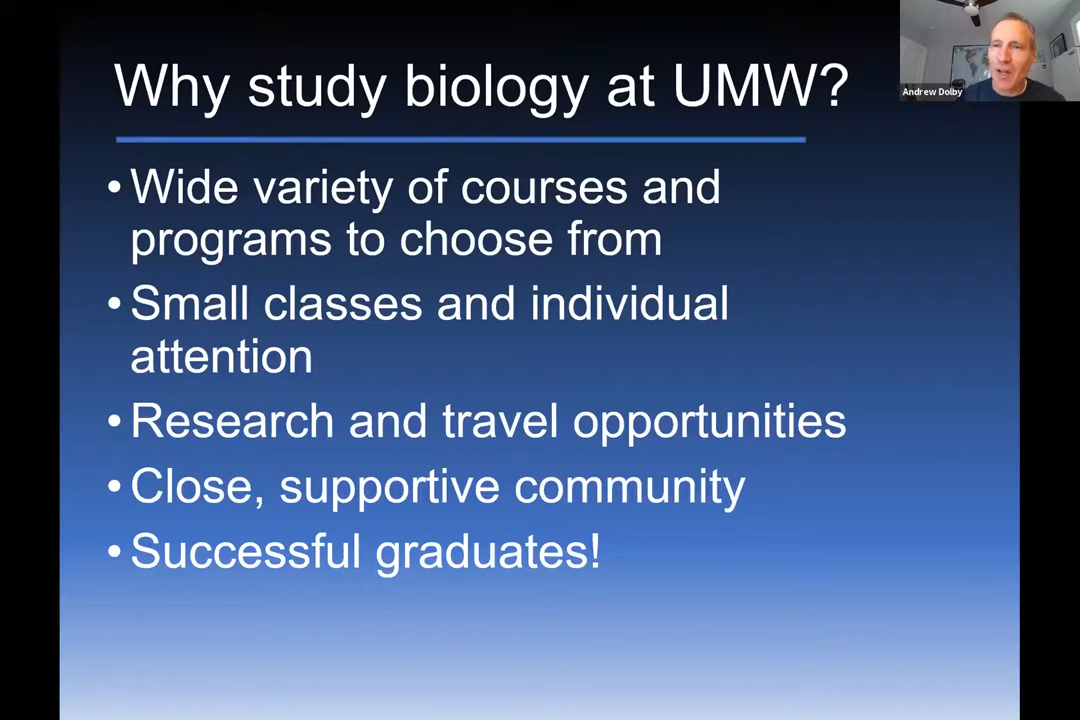 Why study biology at UMW?
Andrew Dolby
•Wide variety of courses and
programs to choose from
•Small classes and individual
attention
•Research and travel opportunities
•Close, supportive community
•Successful graduates!